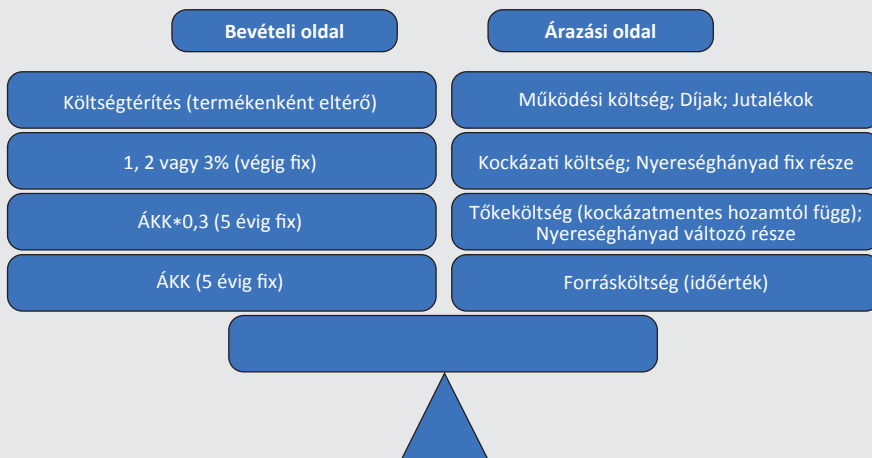 Bevételi oldal
Árazási oldal
Költségtérítés (termékenként eltérő)
Működési költség; Díjak; Jutalékok
1, 2 vagy 3% (végig fix)
Kockázati költség; Nyereséghányad fix része
ÁKK*0,3 (5 évig fix)
Tőkeköltség (kockázatmentes hozamtól függ);
Nyereséghányad változó része
ÁKK (5 évig fix)
Forrásköltség (időérték)